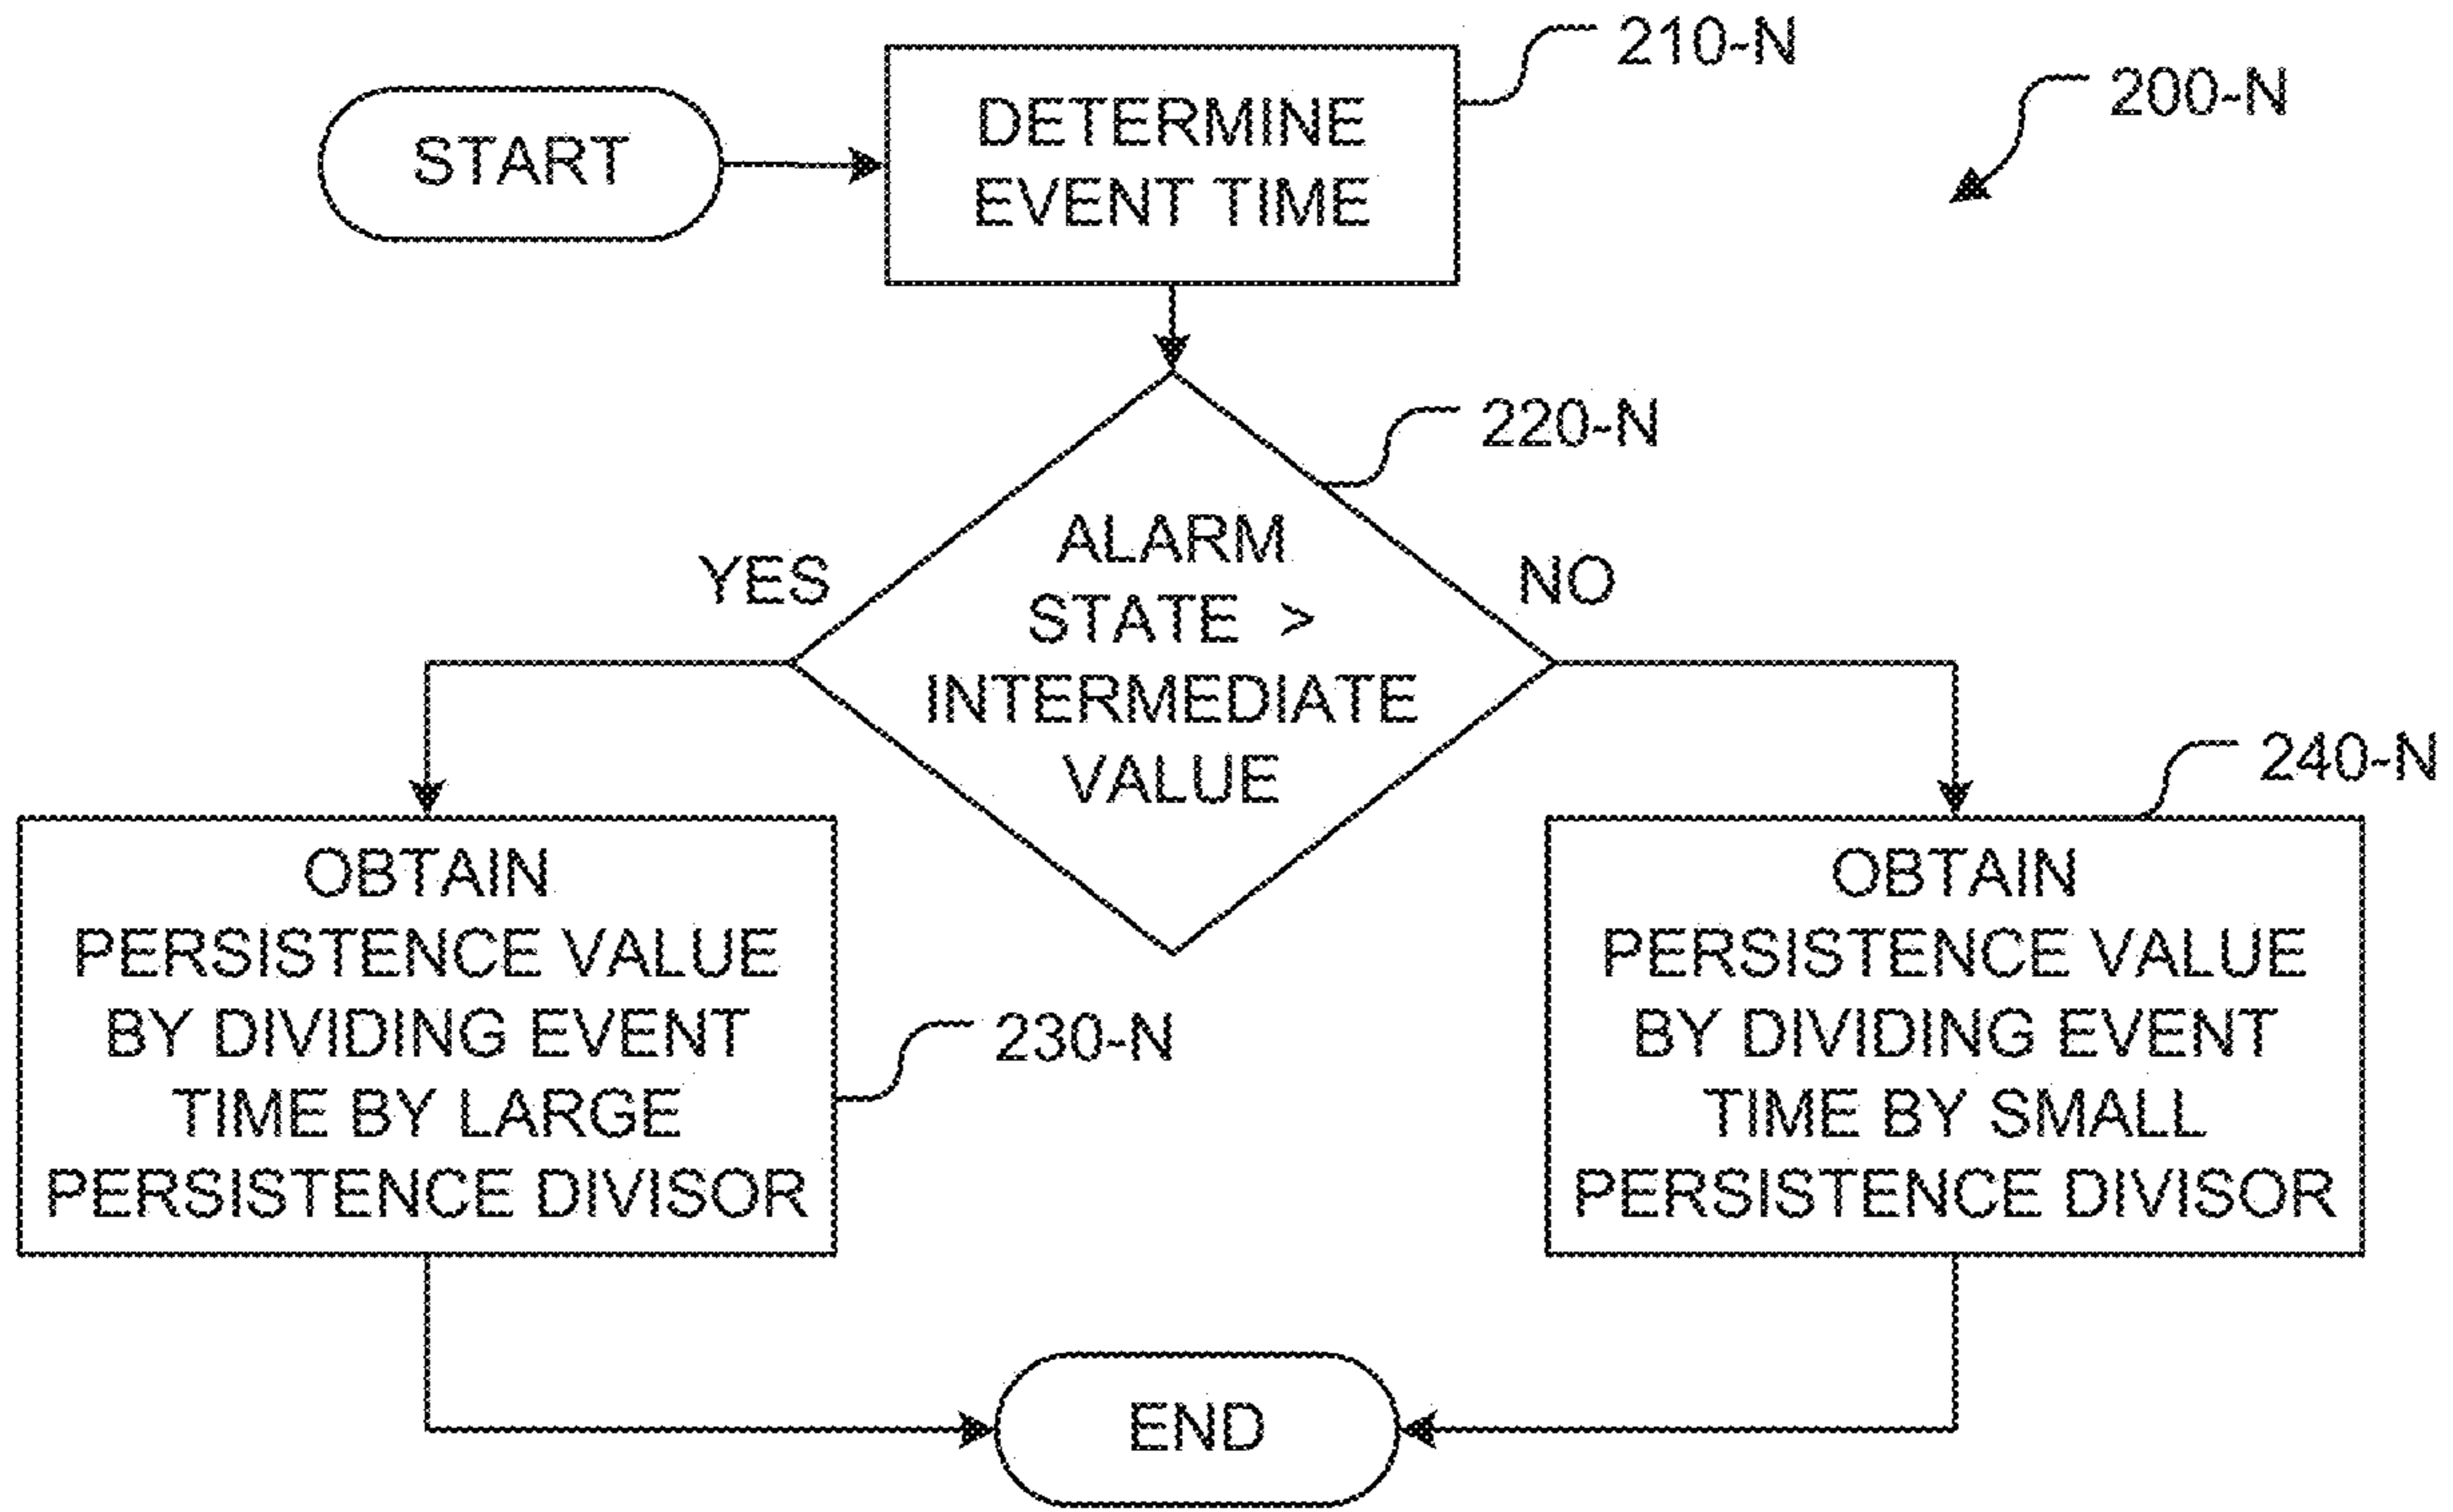 210-N
200-N
START
DETERMINE
EVENT TIME
220-N
ALARM
STATE >
INTERMEDIATE
VALUE
YES
NO
240-N
OBTAIN
PERSISTENCE VALUE
BY DIVIDING EVENT
TIME BY LARGE
PERSISTENCE DIVISOR
230-N
OBTAIN
PERSISTENCE VALUE
BY DIVIDING EVENT
TIME BY SMALL
PERSISTENCE DIVISOR
END